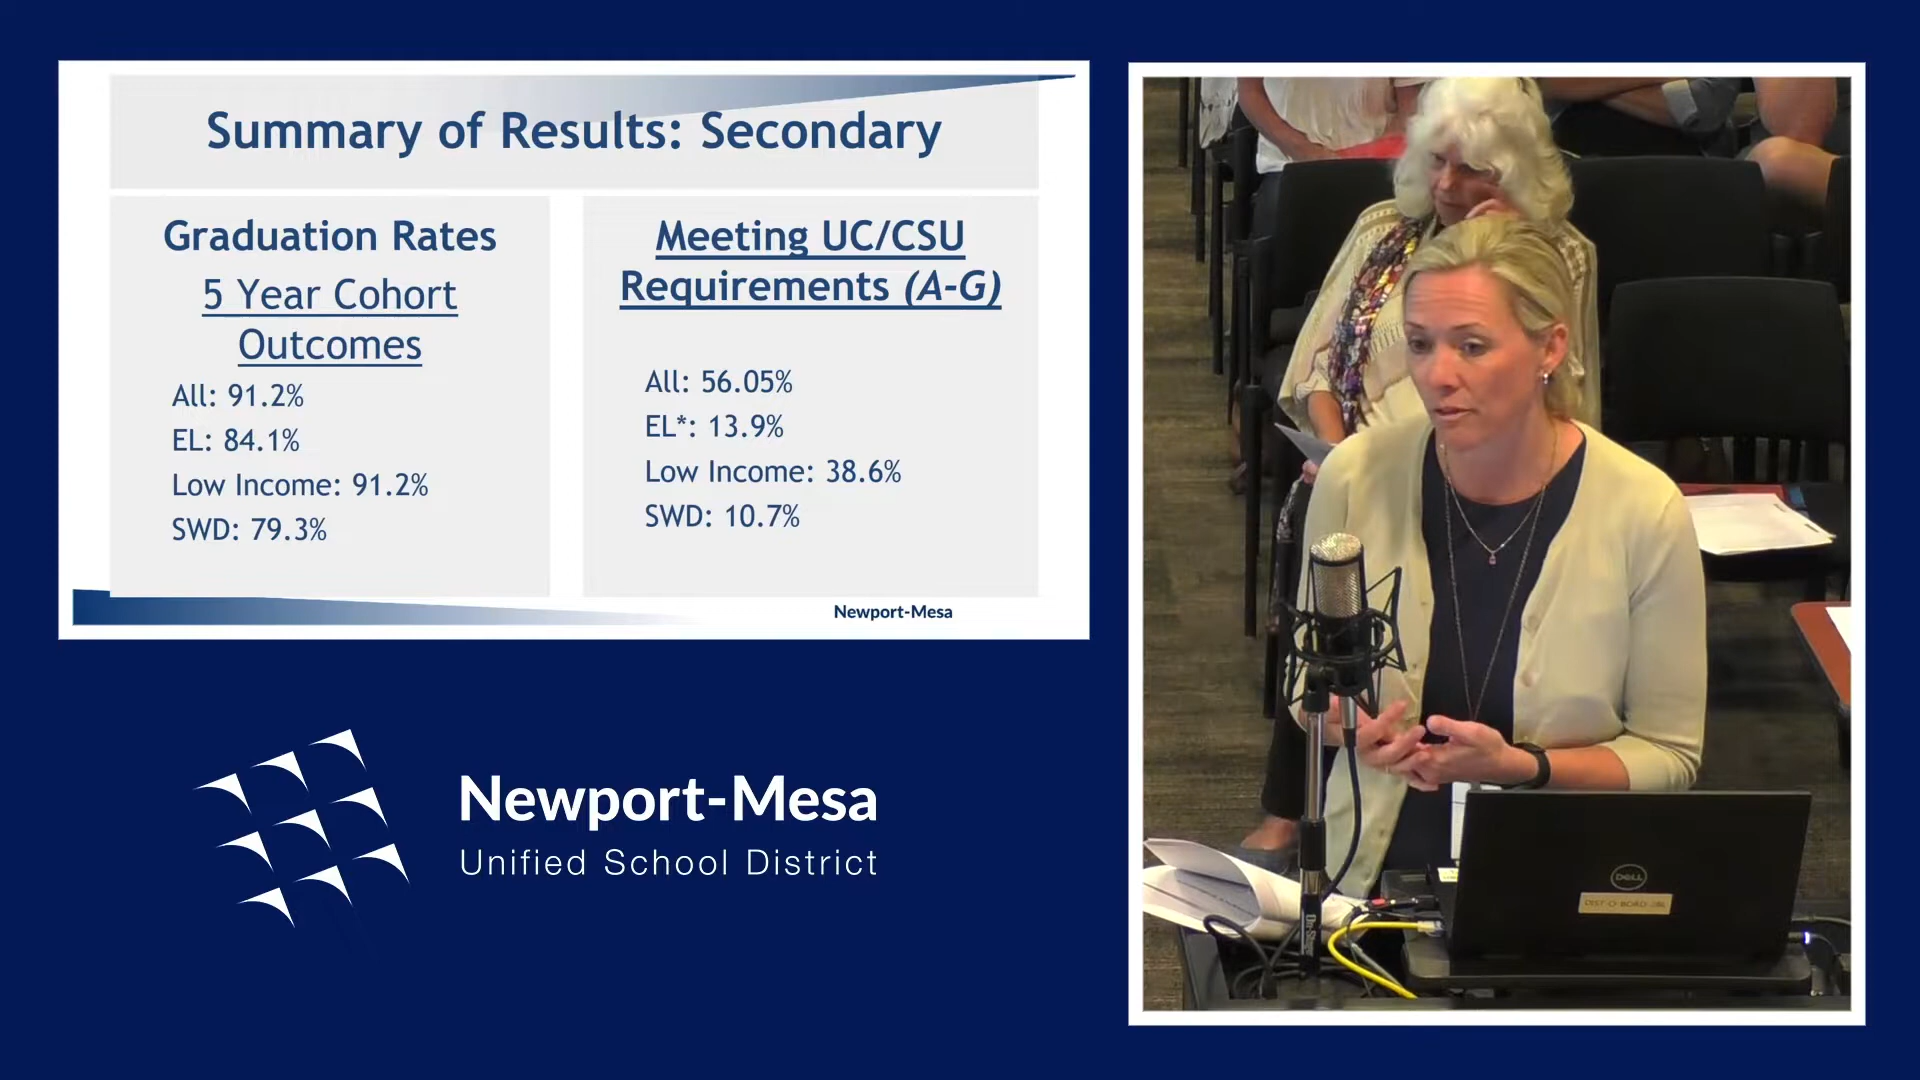 Summary of Results: Secondary
Graduation Rates
5 Year Cohort
Outcomes
All: 91.2%
EL: 84.1%
Low Income: 91.2%
SWD: 79.3%
Meeting UC/CSU
Requirements (A-G)
All: 56.05%
EL*: 13.9%
Low Income: 38.6%
SWD: 10.7%
Newport-Mesa
Newport-Mesa
Unified School District
DELL
On-Stage